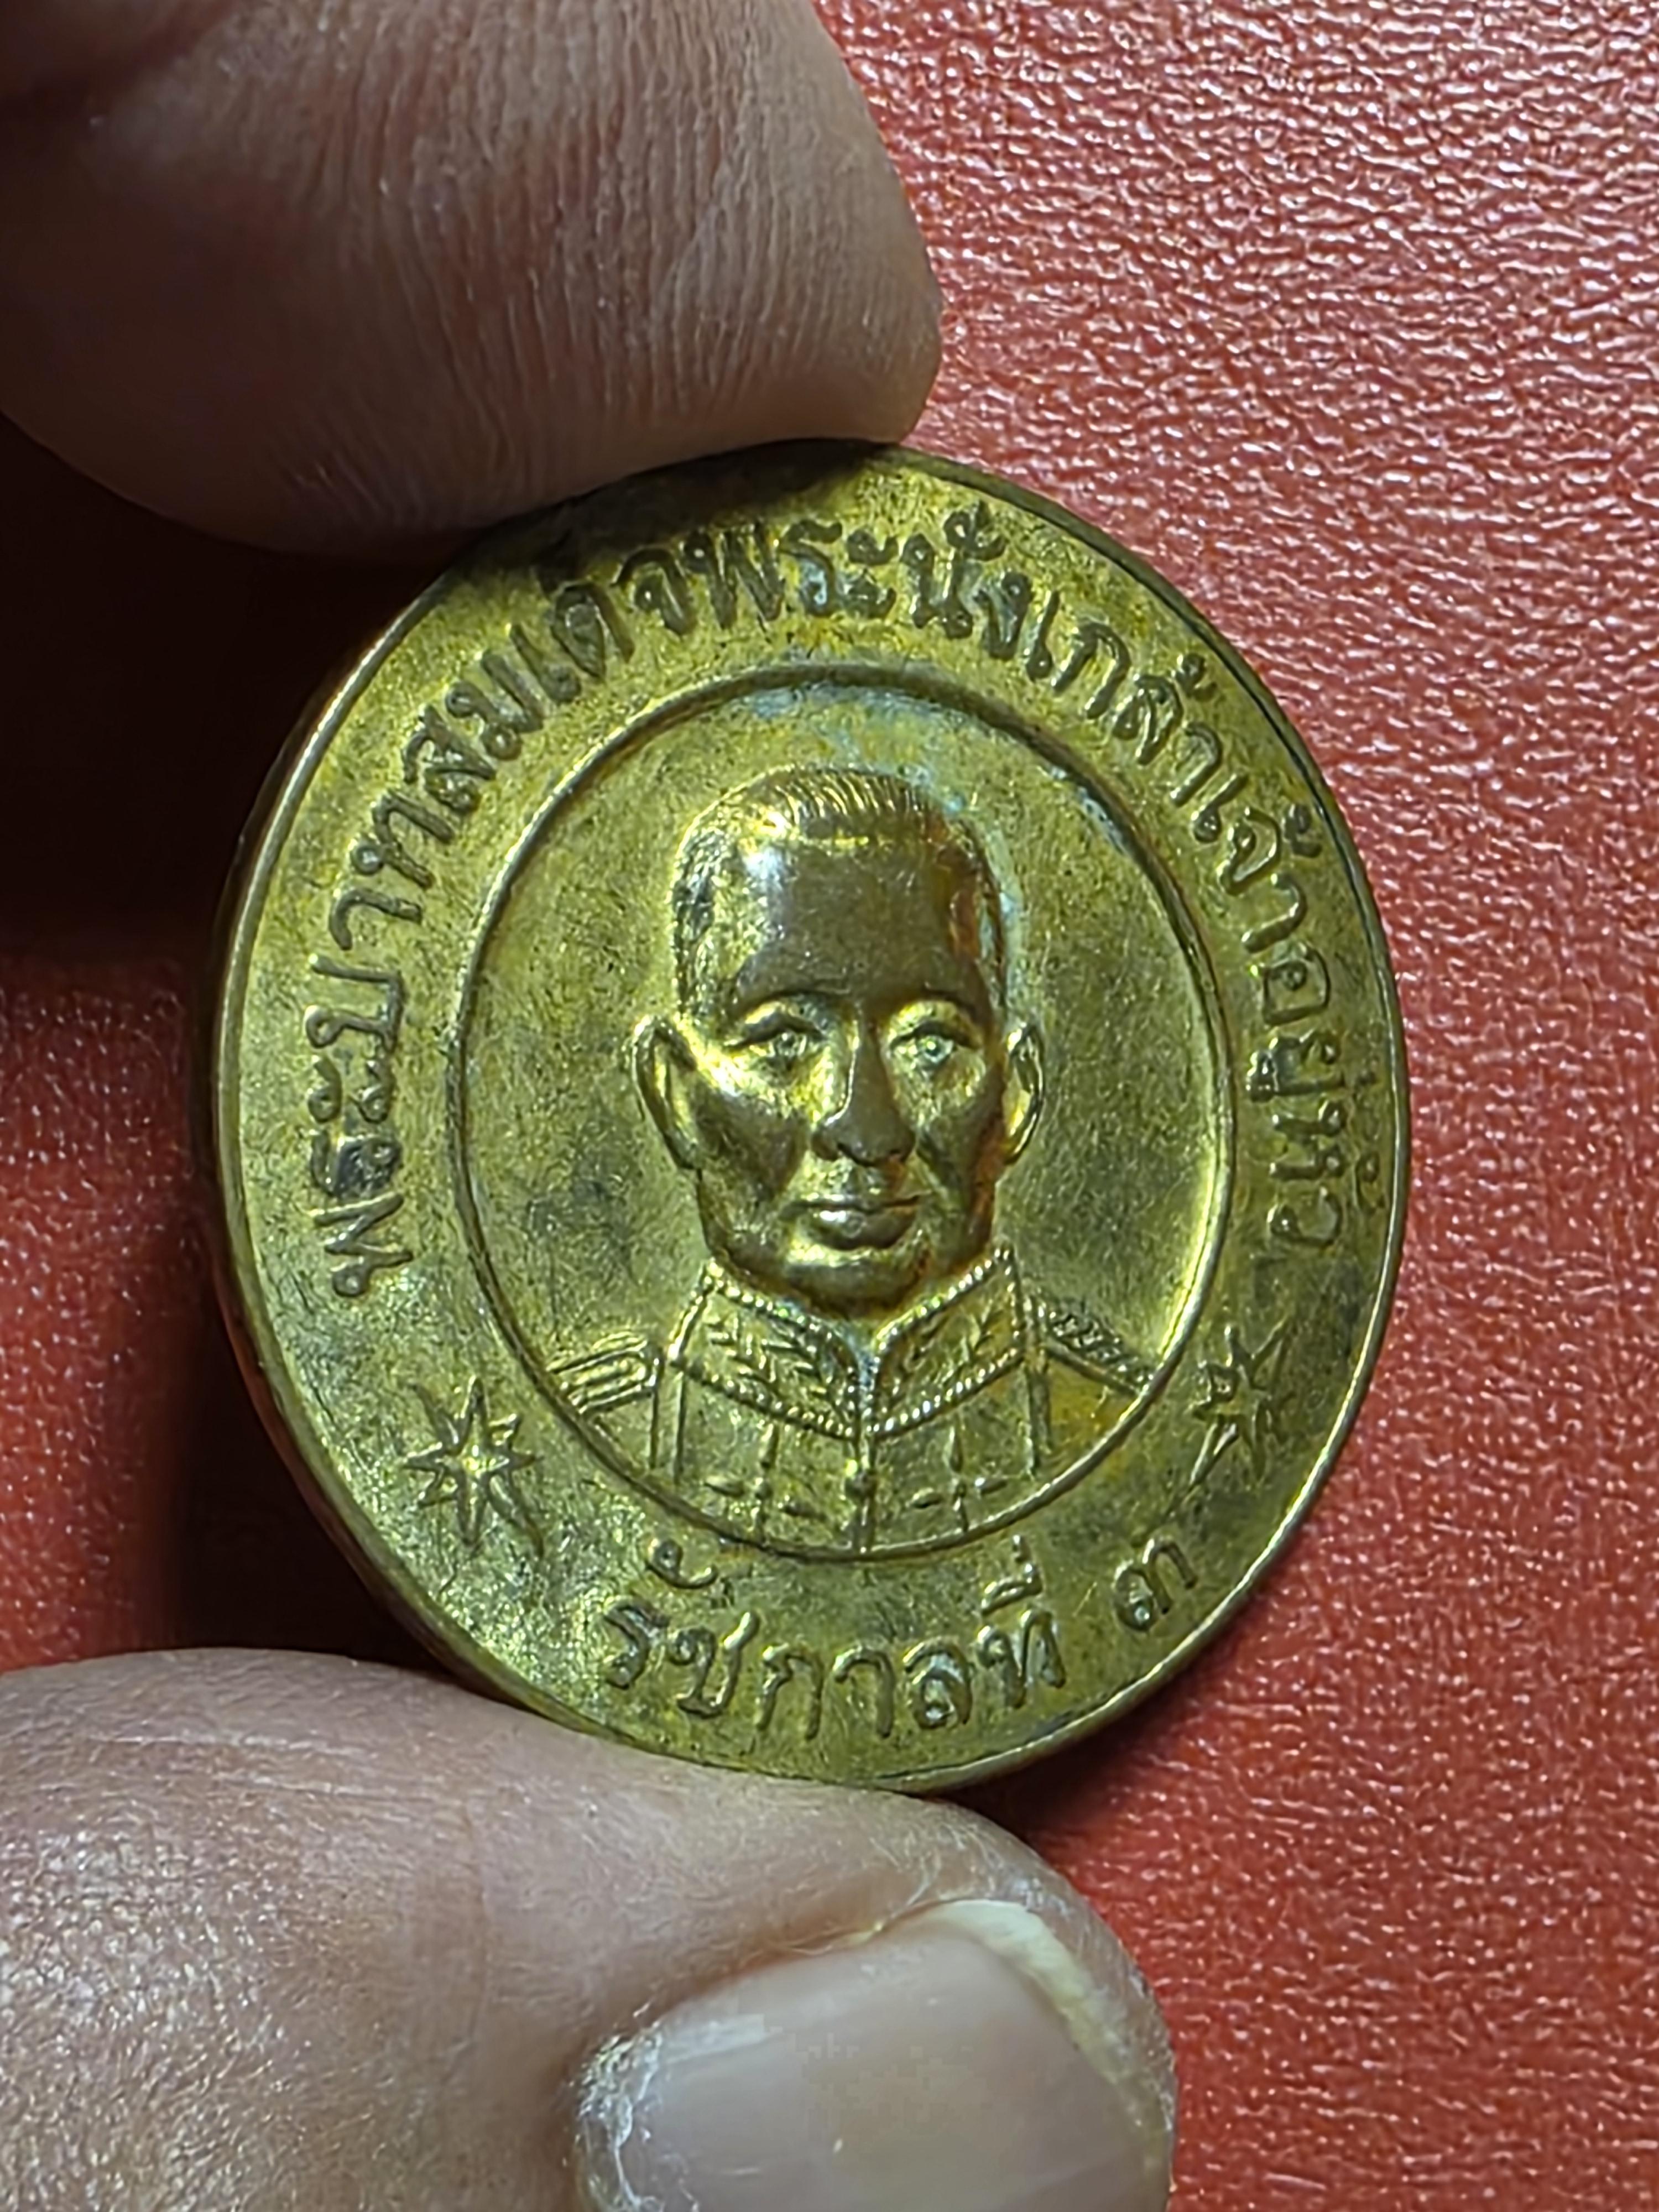 พระบาทสมเด็จพระนั่งเกล้าเจ้าอยู่หัว
รัชกาลที่ ๓